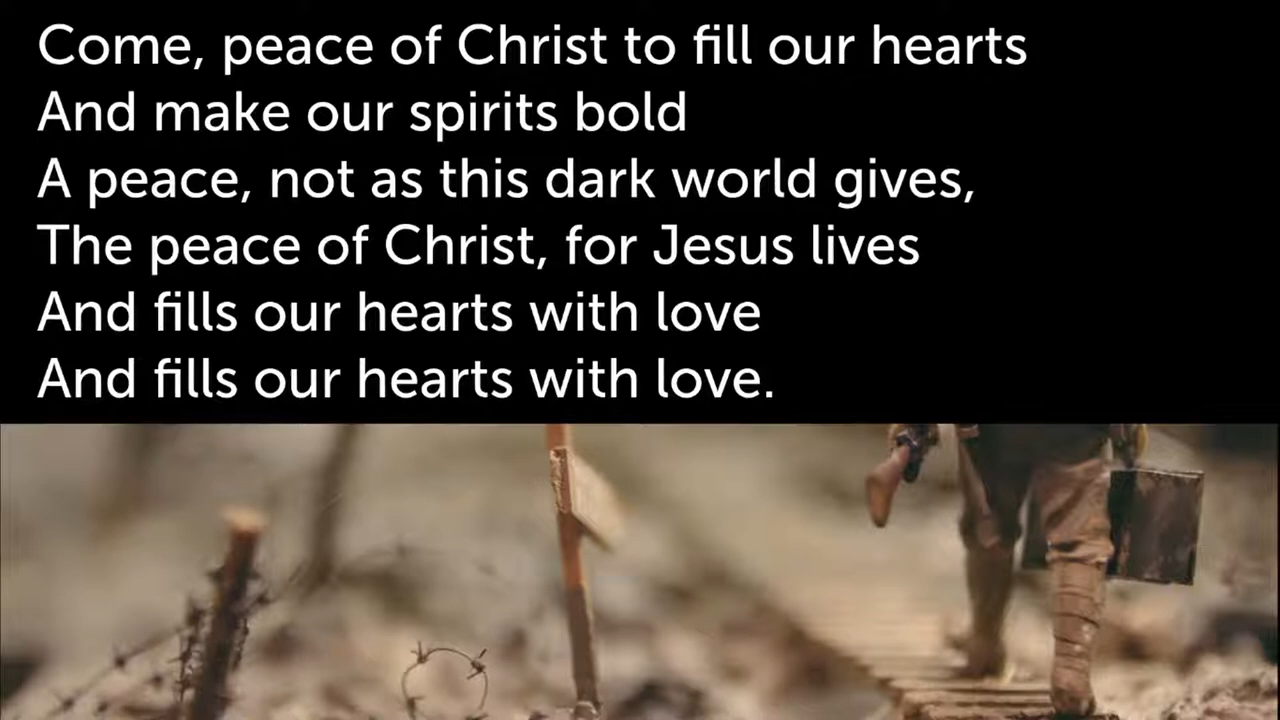 Come, peace of Christ to fill our hearts
And make our spirits bold
A peace, not as this dark world gives,
The peace of Christ, for Jesus lives
And fills our hearts with love
And fills our hearts with love.